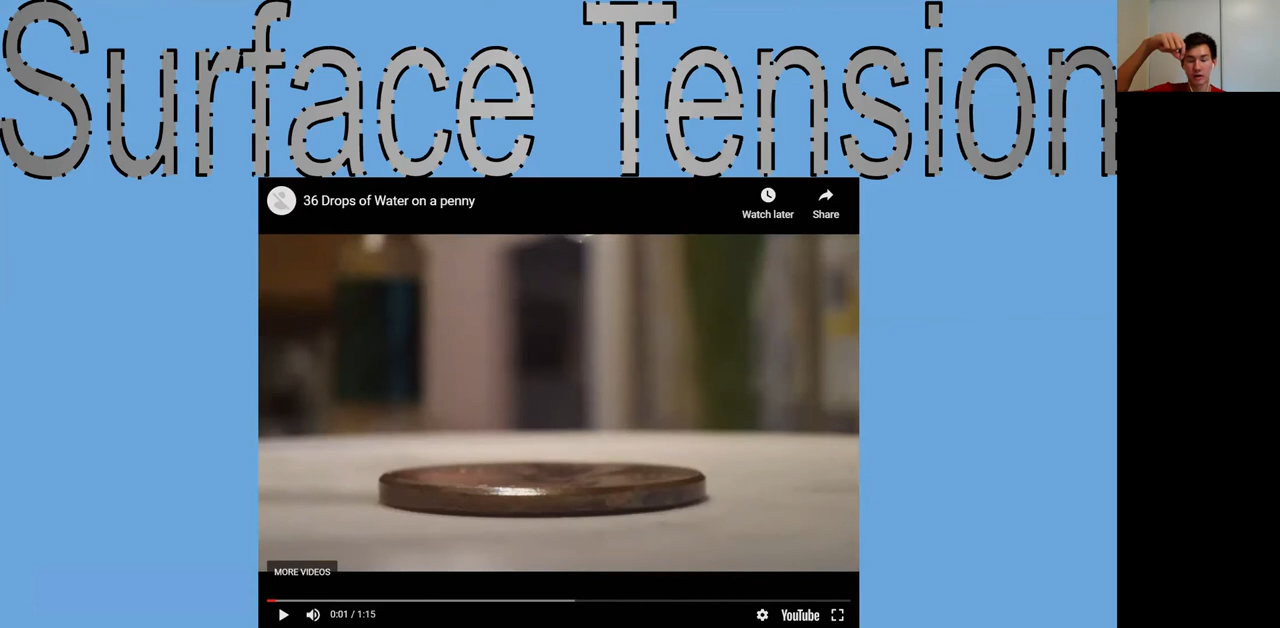 Surface Tension
36 Drops of Water on a penny
Watch later
Share
MORE VIDEOS
0:01 / 1:15
YouTube